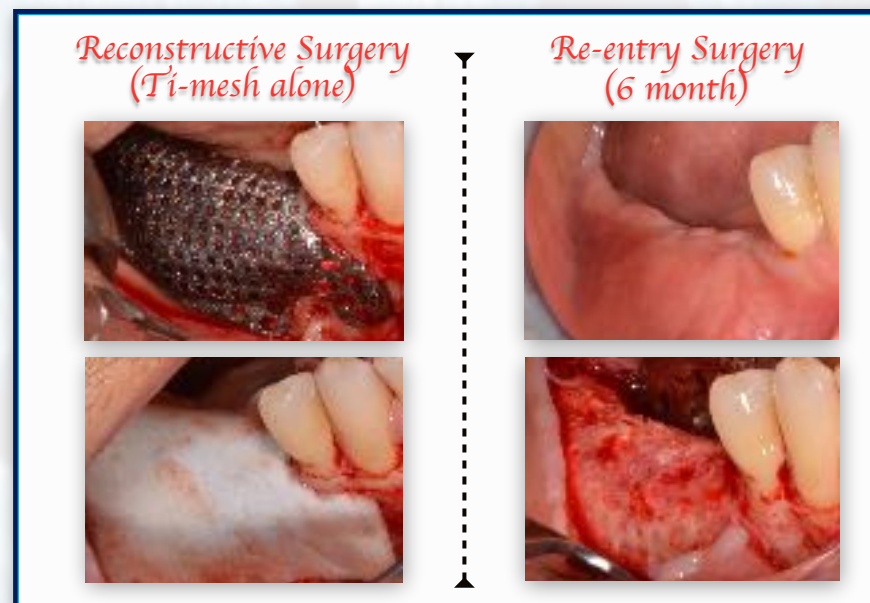 Reconstructive Surgery
(Ti-mesh alone)
Re-entry Surgery
(6 month)